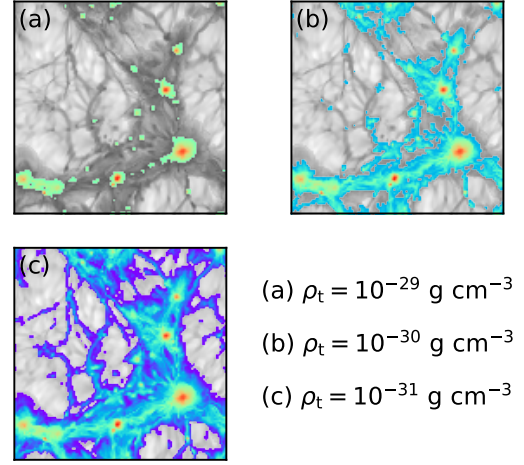 (a)
(b)
(c)
(a) ρₜ = 10⁻²⁹ g cm⁻³
(b) ρₜ = 10⁻³⁰ g cm⁻³
(c) ρₜ = 10⁻³¹ g cm⁻³